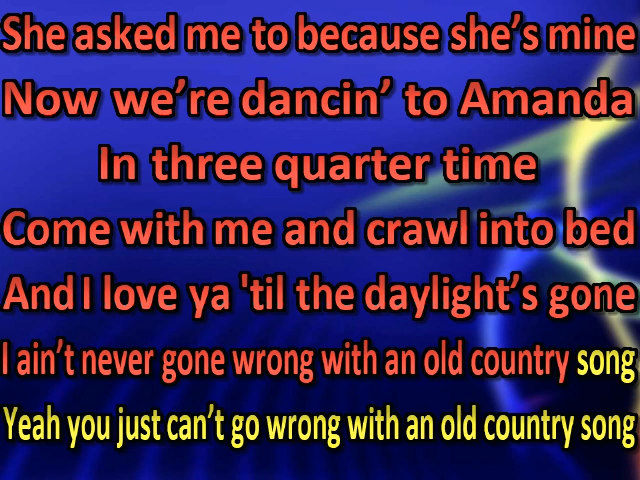 She asked me to because she’s mine
Now we’re dancin’ to Amanda
In three quarter time
Come with me and crawl into bed
And I love ya 'til the daylight’s gone
I ain’t never gone wrong with an old country song
Yeah you just can’t go wrong with an old country song